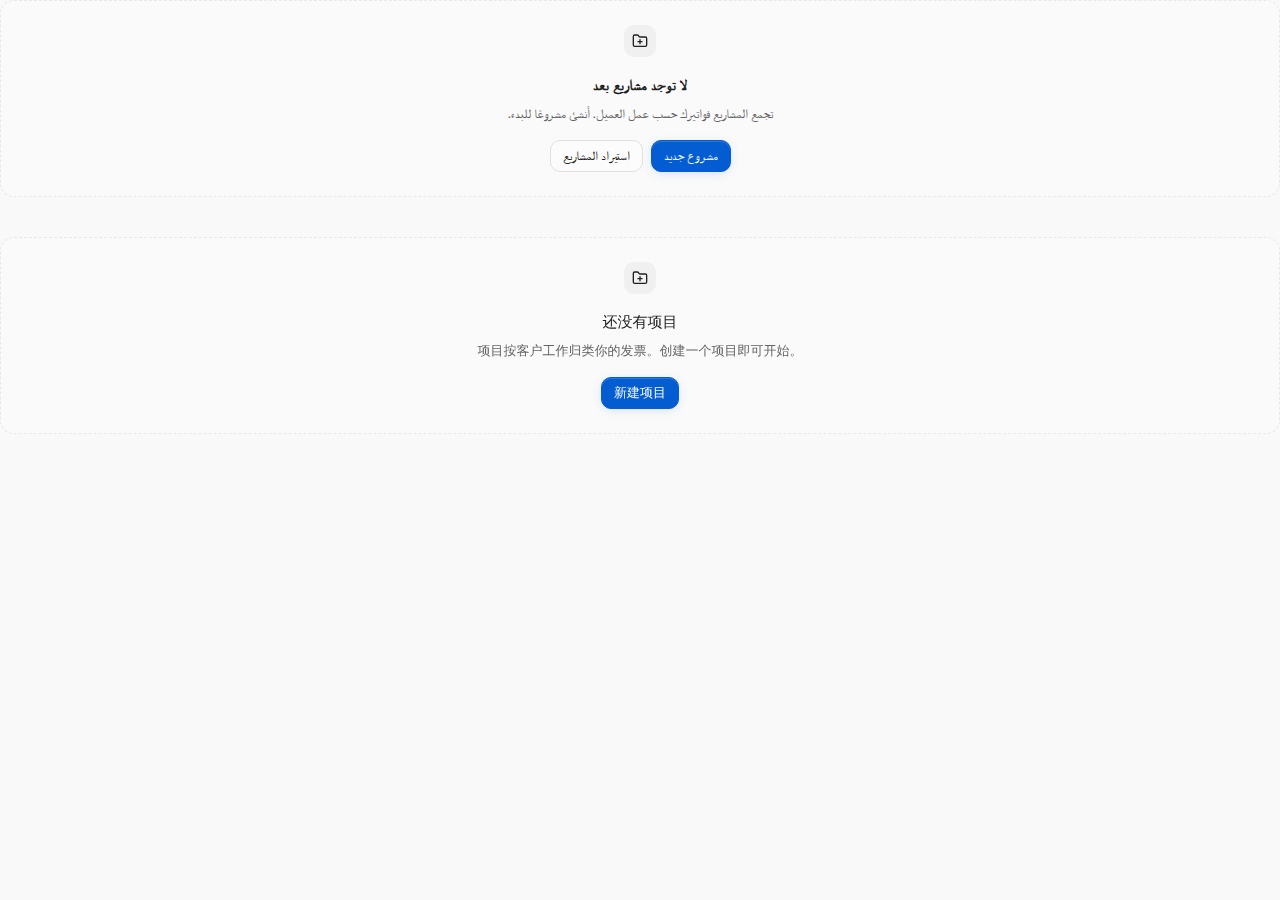 لا توجد مشاريع بعد
تجمع المشاريع فواتيرك حسب عمل العميل. أنشئ مشروعًا للبدء.
مشروع جديد
استيراد المشاريع
还没有项目
项目按客户工作归类你的发票。创建一个项目即可开始。
新建项目